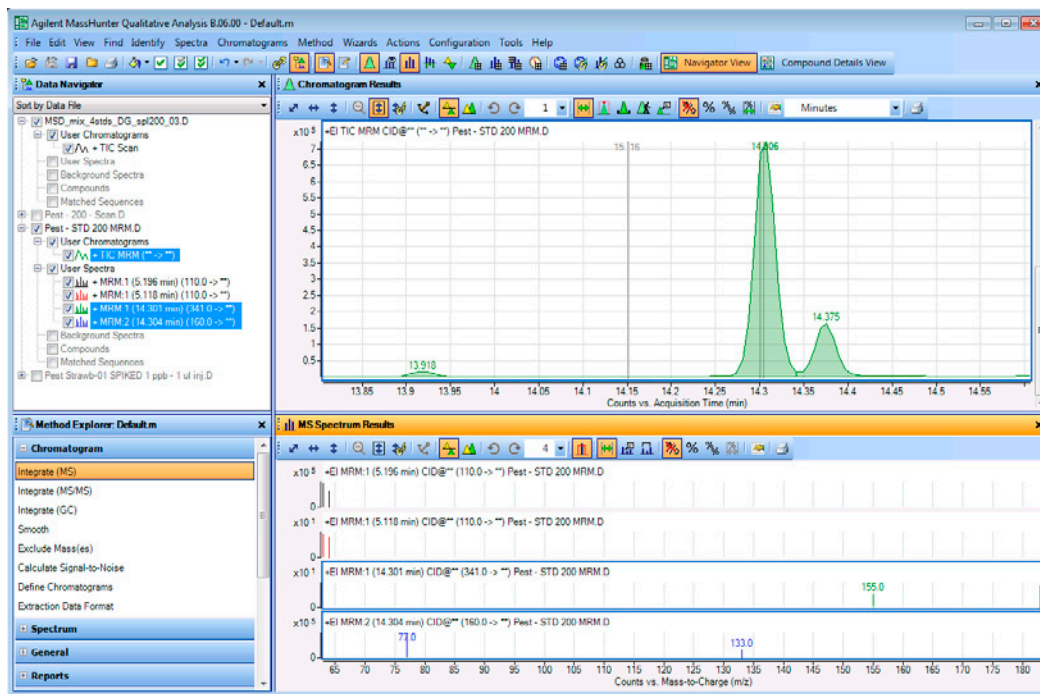 Agilent MassHunter Qualitative Analysis B.06.00 - Default.m
File Edit View Find Identify Spectra Chromatograms Method Wizards Actions Configuration Tools Help
Navigator View Compound Details View
Data Navigator
Sort by Data File
MSD_mix_4stds_DG_spl200_03.D
User Chromatograms
+ TIC Scan
User Spectra
Background Spectra
Compounds
Matched Sequences
Pest - 200 - Scan.D
Pest - STD 200 MRM.D
User Chromatograms
+ TIC MRM (** -> **)
User Spectra
+ MRM:1 (5.196 min) (110.0 -> **)
+ MRM:1 (5.118 min) (110.0 -> **)
+ MRM:1 (14.301 min) (341.0 -> **)
+ MRM:2 (14.304 min) (160.0 -> **)
Background Spectra
Compounds
Matched Sequences
Pest Strawb-01 SPIKED 1 ppb - 1 ul inj.D
Chromatogram Results
1 % Minutes
x10 5 +EI TIC MRM CID@** (** -> **) Pest - STD 200 MRM.D
15 16
14.306
7
6.5
6
5.5
5
4.5
4
3.5
3
2.5
2
1.5
1
0.5
14.375
13.918
13.85 13.9 13.95 14 14.05 14.1 14.15 14.2 14.25 14.3 14.35 14.4 14.45 14.5 14.55
Counts vs. Acquisition Time (min)
Method Explorer: Default.m
Chromatogram
Integrate (MS)
Integrate (MS/MS)
Integrate (GC)
Smooth
Exclude Mass(es)
Calculate Signal-to-Noise
Define Chromatograms
Extraction Data Format
Spectrum
General
Reports
MS Spectrum Results
4 %
x10 5 +EI MRM:1 (5.196 min) CID@** (110.0 -> **) Pest - STD 200 MRM.D
0
x10 1 +EI MRM:1 (5.118 min) CID@** (110.0 -> **) Pest - STD 200 MRM.D
0
x10 1 +EI MRM:1 (14.301 min) CID@** (341.0 -> **) Pest - STD 200 MRM.D
155.0
0
x10 5 +EI MRM:2 (14.304 min) CID@** (160.0 -> **) Pest - STD 200 MRM.D
77.0
133.0
0
65 70 75 80 85 90 95 100 105 110 115 120 125 130 135 140 145 150 155 160 165 170 175 180
Counts vs. Mass-to-Charge (m/z)